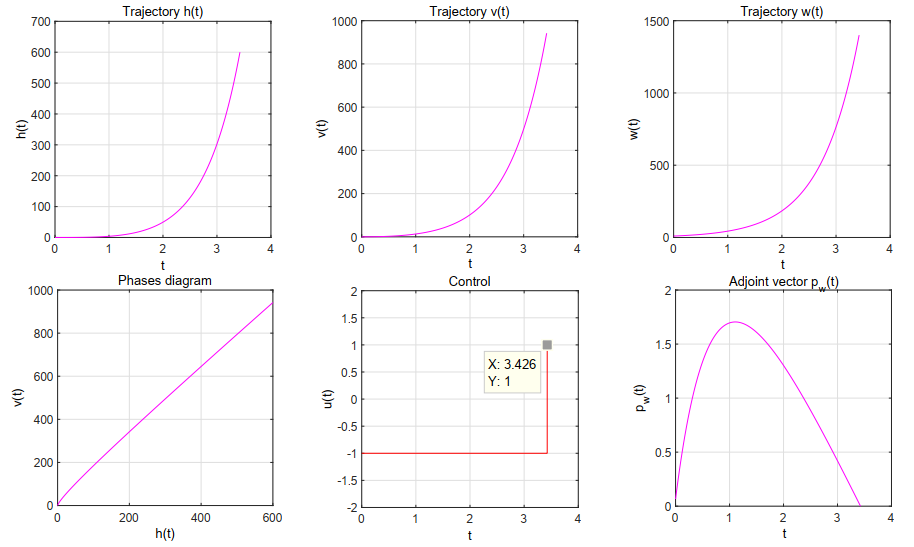 Trajectory h(t)
700
600
500
400
300
200
100
0
0 1 2 3 4
h(t)
t
Trajectory v(t)
1000
800
600
400
200
0
0 1 2 3 4
v(t)
t
Trajectory w(t)
1500
1000
500
0
0 1 2 3 4
w(t)
t
Phases diagram
1000
800
600
400
200
0
0 200 400 600
v(t)
h(t)
Control
2
1.5
1
0.5
0
-0.5
-1
-1.5
-2
0 1 2 3 4
u(t)
t
X: 3.426
Y: 1
Adjoint vector p_w(t)
2
1.5
1
0.5
0
0 1 2 3 4
p_w(t)
t